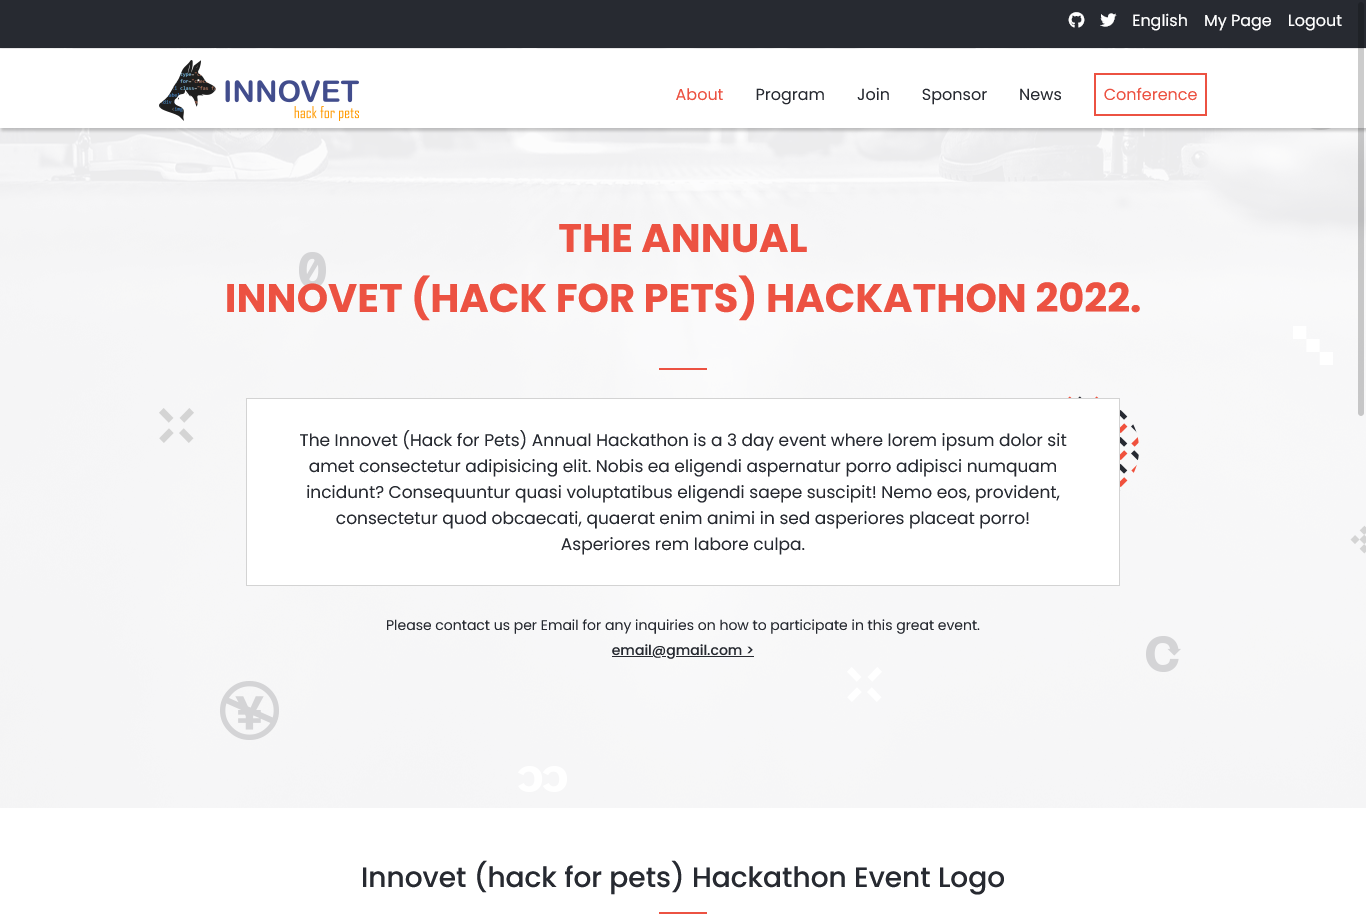 English My Page Logout
INNOVET
hack for pets
About Program Join Sponsor News Conference
THE ANNUAL
INNOVET (HACK FOR PETS) HACKATHON 2022.
The Innovet (Hack for Pets) Annual Hackathon is a 3 day event where lorem ipsum dolor sit
amet consectetur adipisicing elit. Nobis ea eligendi aspernatur porro adipisci numquam
incidunt? Consequuntur quasi voluptatibus eligendi saepe suscipit! Nemo eos, provident,
consectetur quod obcaecati, quaerat enim animi in sed asperiores placeat porro!
Asperiores rem labore culpa.
Please contact us per Email for any inquiries on how to participate in this great event.
email@gmail.com >
Innovet (hack for pets) Hackathon Event Logo